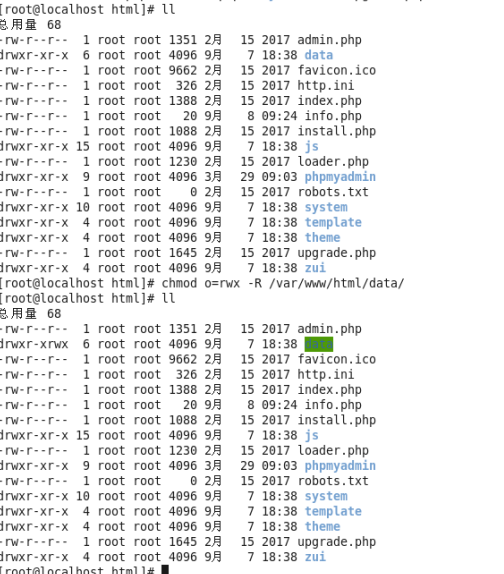 [root@localhost html]# ll
总用量 68
-rw-r--r--  1 root root 1351 2月  15 2017 admin.php
drwxr-xr-x  6 root root 4096 9月   7 18:38 data
-rw-r--r--  1 root root 9662 2月  15 2017 favicon.ico
-rw-r--r--  1 root root  326 2月  15 2017 http.ini
-rw-r--r--  1 root root 1388 2月  15 2017 index.php
-rw-r--r--  1 root root   20 9月   8 09:24 info.php
-rw-r--r--  1 root root 1088 2月  15 2017 install.php
drwxr-xr-x 15 root root 4096 9月   7 18:38 js
-rw-r--r--  1 root root 1230 2月  15 2017 loader.php
drwxr-xr-x  9 root root 4096 3月  29 09:03 phpmyadmin
-rw-r--r--  1 root root    0 2月  15 2017 robots.txt
drwxr-xr-x 10 root root 4096 9月   7 18:38 system
drwxr-xr-x  4 root root 4096 9月   7 18:38 template
drwxr-xr-x  4 root root 4096 9月   7 18:38 theme
-rw-r--r--  1 root root 1645 2月  15 2017 upgrade.php
drwxr-xr-x  4 root root 4096 9月   7 18:38 zui
[root@localhost html]# chmod o=rwx -R /var/www/html/data/
[root@localhost html]# ll
总用量 68
-rw-r--r--  1 root root 1351 2月  15 2017 admin.php
drwxr-xrwx  6 root root 4096 9月   7 18:38 data
-rw-r--r--  1 root root 9662 2月  15 2017 favicon.ico
-rw-r--r--  1 root root  326 2月  15 2017 http.ini
-rw-r--r--  1 root root 1388 2月  15 2017 index.php
-rw-r--r--  1 root root   20 9月   8 09:24 info.php
-rw-r--r--  1 root root 1088 2月  15 2017 install.php
drwxr-xr-x 15 root root 4096 9月   7 18:38 js
-rw-r--r--  1 root root 1230 2月  15 2017 loader.php
drwxr-xr-x  9 root root 4096 3月  29 09:03 phpmyadmin
-rw-r--r--  1 root root    0 2月  15 2017 robots.txt
drwxr-xr-x 10 root root 4096 9月   7 18:38 system
drwxr-xr-x  4 root root 4096 9月   7 18:38 template
drwxr-xr-x  4 root root 4096 9月   7 18:38 theme
-rw-r--r--  1 root root 1645 2月  15 2017 upgrade.php
drwxr-xr-x  4 root root 4096 9月   7 18:38 zui
[root@localhost html]#